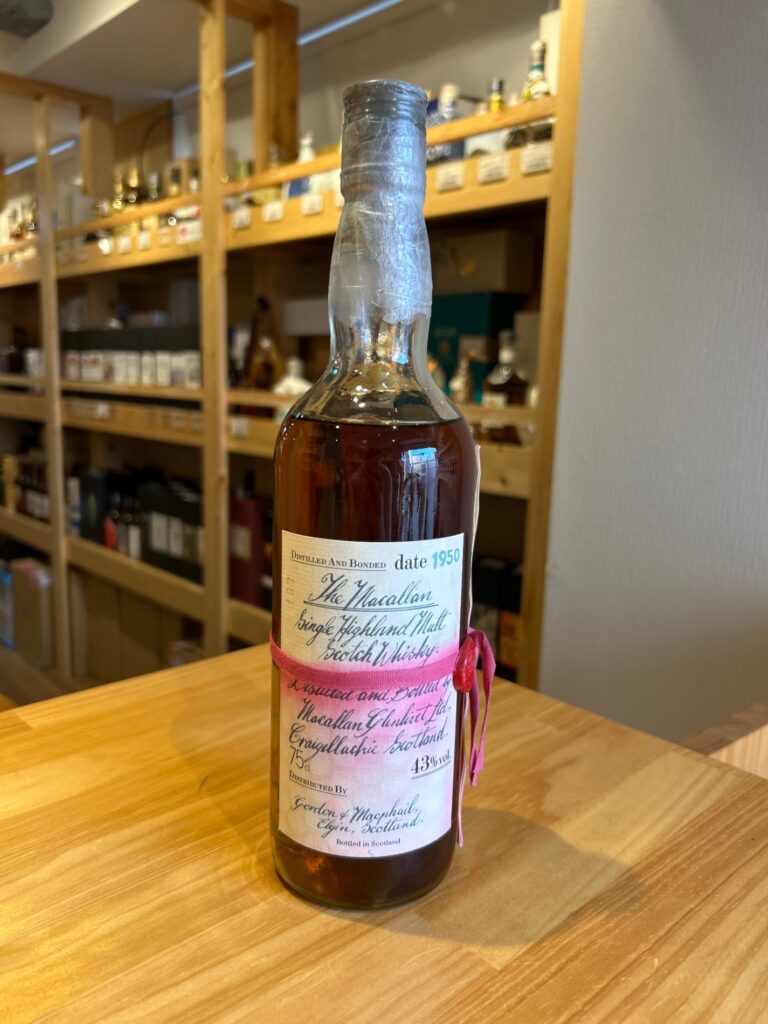 Distilled And Bonded date 1950
The Macallan
Single Highland Malt
Scotch Whisky.
Distilled and Bottled by
Macallan Glenlivet Ltd,
Craigellachie Scotland
75cl 43% vol.
Distributed By
Gordon & Macphail,
Elgin, Scotland
Bottled in Scotland